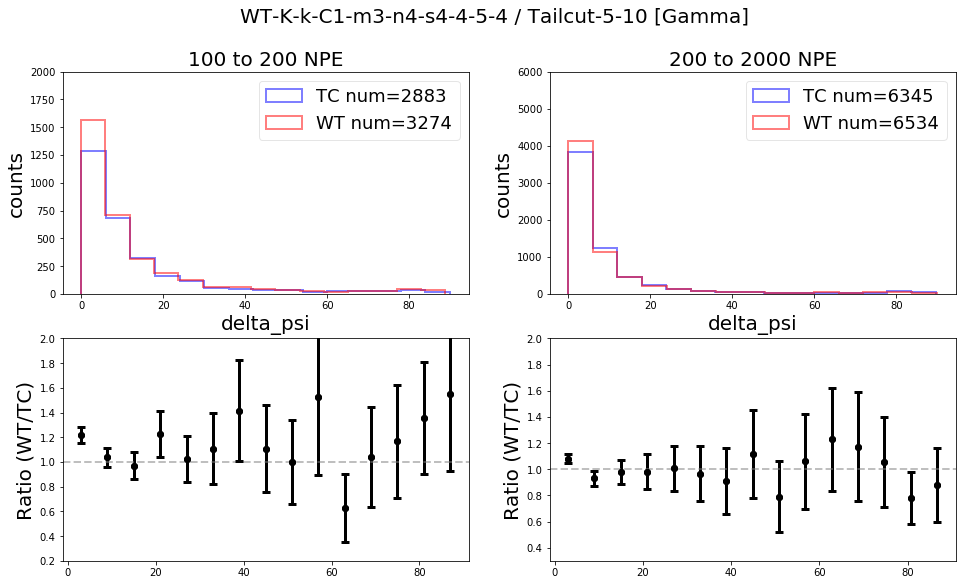 WT-K-k-C1-m3-n4-s4-4-5-4 / Tailcut-5-10 [Gamma]
100 to 200 NPE
2000
1750
1500
1250
1000
750
500
250
0
counts
TC num=2883
WT num=3274
0 20 40 60 80
delta_psi
200 to 2000 NPE
6000
5000
4000
3000
2000
1000
0
counts
TC num=6345
WT num=6534
0 20 40 60 80
delta_psi
2.0
1.8
1.6
1.4
1.2
1.0
0.8
0.6
0.4
0.2
Ratio (WT/TC)
0 20 40 60 80
2.0
1.8
1.6
1.4
1.2
1.0
0.8
0.6
0.4
Ratio (WT/TC)
0 20 40 60 80